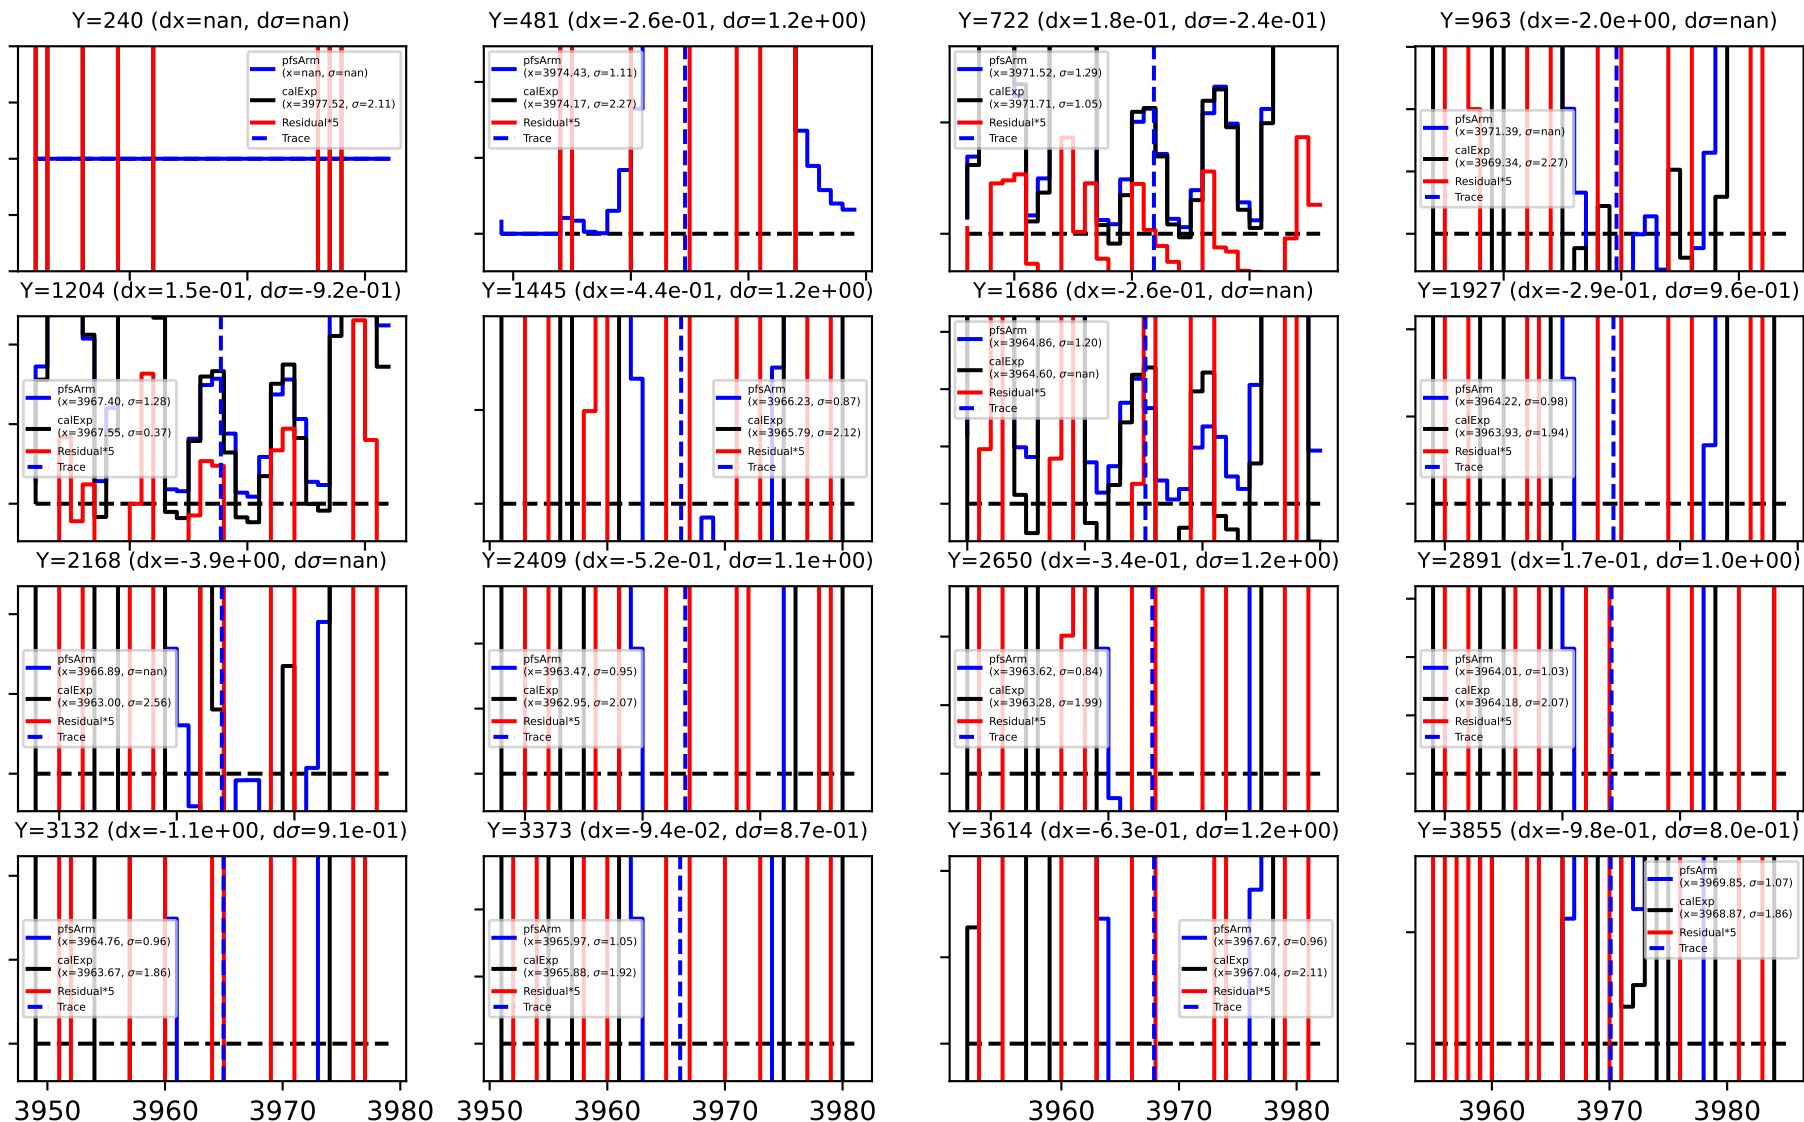 Y=240 (dx=nan, dσ=nan)
pfsArm
(x=nan, σ=nan)
calExp
(x=3977.52, σ=2.11)
Residual*5
Trace
Y=481 (dx=-2.6e-01, dσ=1.2e+00)
pfsArm
(x=3974.43, σ=1.11)
calExp
(x=3974.17, σ=2.27)
Residual*5
Trace
Y=722 (dx=1.8e-01, dσ=-2.4e-01)
pfsArm
(x=3971.52, σ=1.29)
calExp
(x=3971.71, σ=1.05)
Residual*5
Trace
Y=963 (dx=-2.0e+00, dσ=nan)
pfsArm
(x=3971.39, σ=nan)
calExp
(x=3969.34, σ=2.27)
Residual*5
Trace
Y=1204 (dx=1.5e-01, dσ=-9.2e-01)
pfsArm
(x=3967.40, σ=1.28)
calExp
(x=3967.55, σ=0.37)
Residual*5
Trace
Y=1445 (dx=-4.4e-01, dσ=1.2e+00)
pfsArm
(x=3966.23, σ=0.87)
calExp
(x=3965.79, σ=2.12)
Residual*5
Trace
Y=1686 (dx=-2.6e-01, dσ=nan)
pfsArm
(x=3964.86, σ=1.20)
calExp
(x=3964.60, σ=nan)
Residual*5
Trace
Y=1927 (dx=-2.9e-01, dσ=9.6e-01)
pfsArm
(x=3964.22, σ=0.98)
calExp
(x=3963.93, σ=1.94)
Residual*5
Trace
Y=2168 (dx=-3.9e+00, dσ=nan)
pfsArm
(x=3966.89, σ=nan)
calExp
(x=3963.00, σ=2.56)
Residual*5
Trace
Y=2409 (dx=-5.2e-01, dσ=1.1e+00)
pfsArm
(x=3963.47, σ=0.95)
calExp
(x=3962.95, σ=2.07)
Residual*5
Trace
Y=2650 (dx=-3.4e-01, dσ=1.2e+00)
pfsArm
(x=3963.62, σ=0.84)
calExp
(x=3963.28, σ=1.99)
Residual*5
Trace
Y=2891 (dx=1.7e-01, dσ=1.0e+00)
pfsArm
(x=3964.01, σ=1.03)
calExp
(x=3964.18, σ=2.07)
Residual*5
Trace
Y=3132 (dx=-1.1e+00, dσ=9.1e-01)
pfsArm
(x=3964.76, σ=0.96)
calExp
(x=3963.67, σ=1.86)
Residual*5
Trace
3950 3960 3970 3980
Y=3373 (dx=-9.4e-02, dσ=8.7e-01)
pfsArm
(x=3965.97, σ=1.05)
calExp
(x=3965.88, σ=1.92)
Residual*5
Trace
3950 3960 3970 3980
Y=3614 (dx=-6.3e-01, dσ=1.2e+00)
pfsArm
(x=3967.67, σ=0.96)
calExp
(x=3967.04, σ=2.11)
Residual*5
Trace
3960 3970 3980
Y=3855 (dx=-9.8e-01, dσ=8.0e-01)
pfsArm
(x=3969.85, σ=1.07)
calExp
(x=3968.87, σ=1.86)
Residual*5
Trace
3960 3970 3980